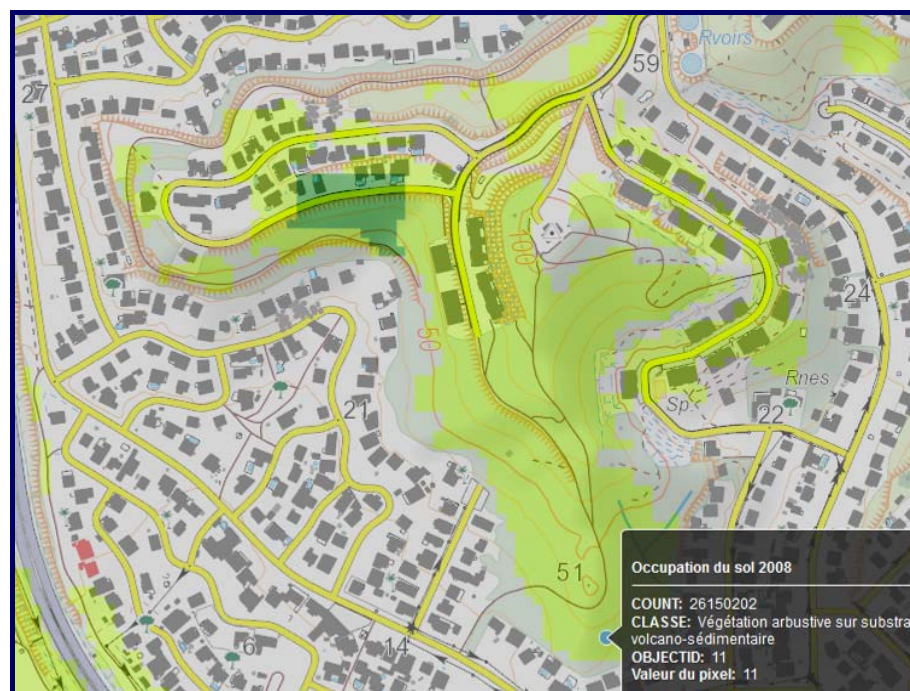 Rvoirs
59
27
100
24
50
Rnes
Sp.
21
22
51
6
14
Occupation du sol 2008
COUNT: 26150202
CLASSE: Végétation arbustive sur substra
volcano-sédimentaire
OBJECTID: 11
Valeur du pixel: 11